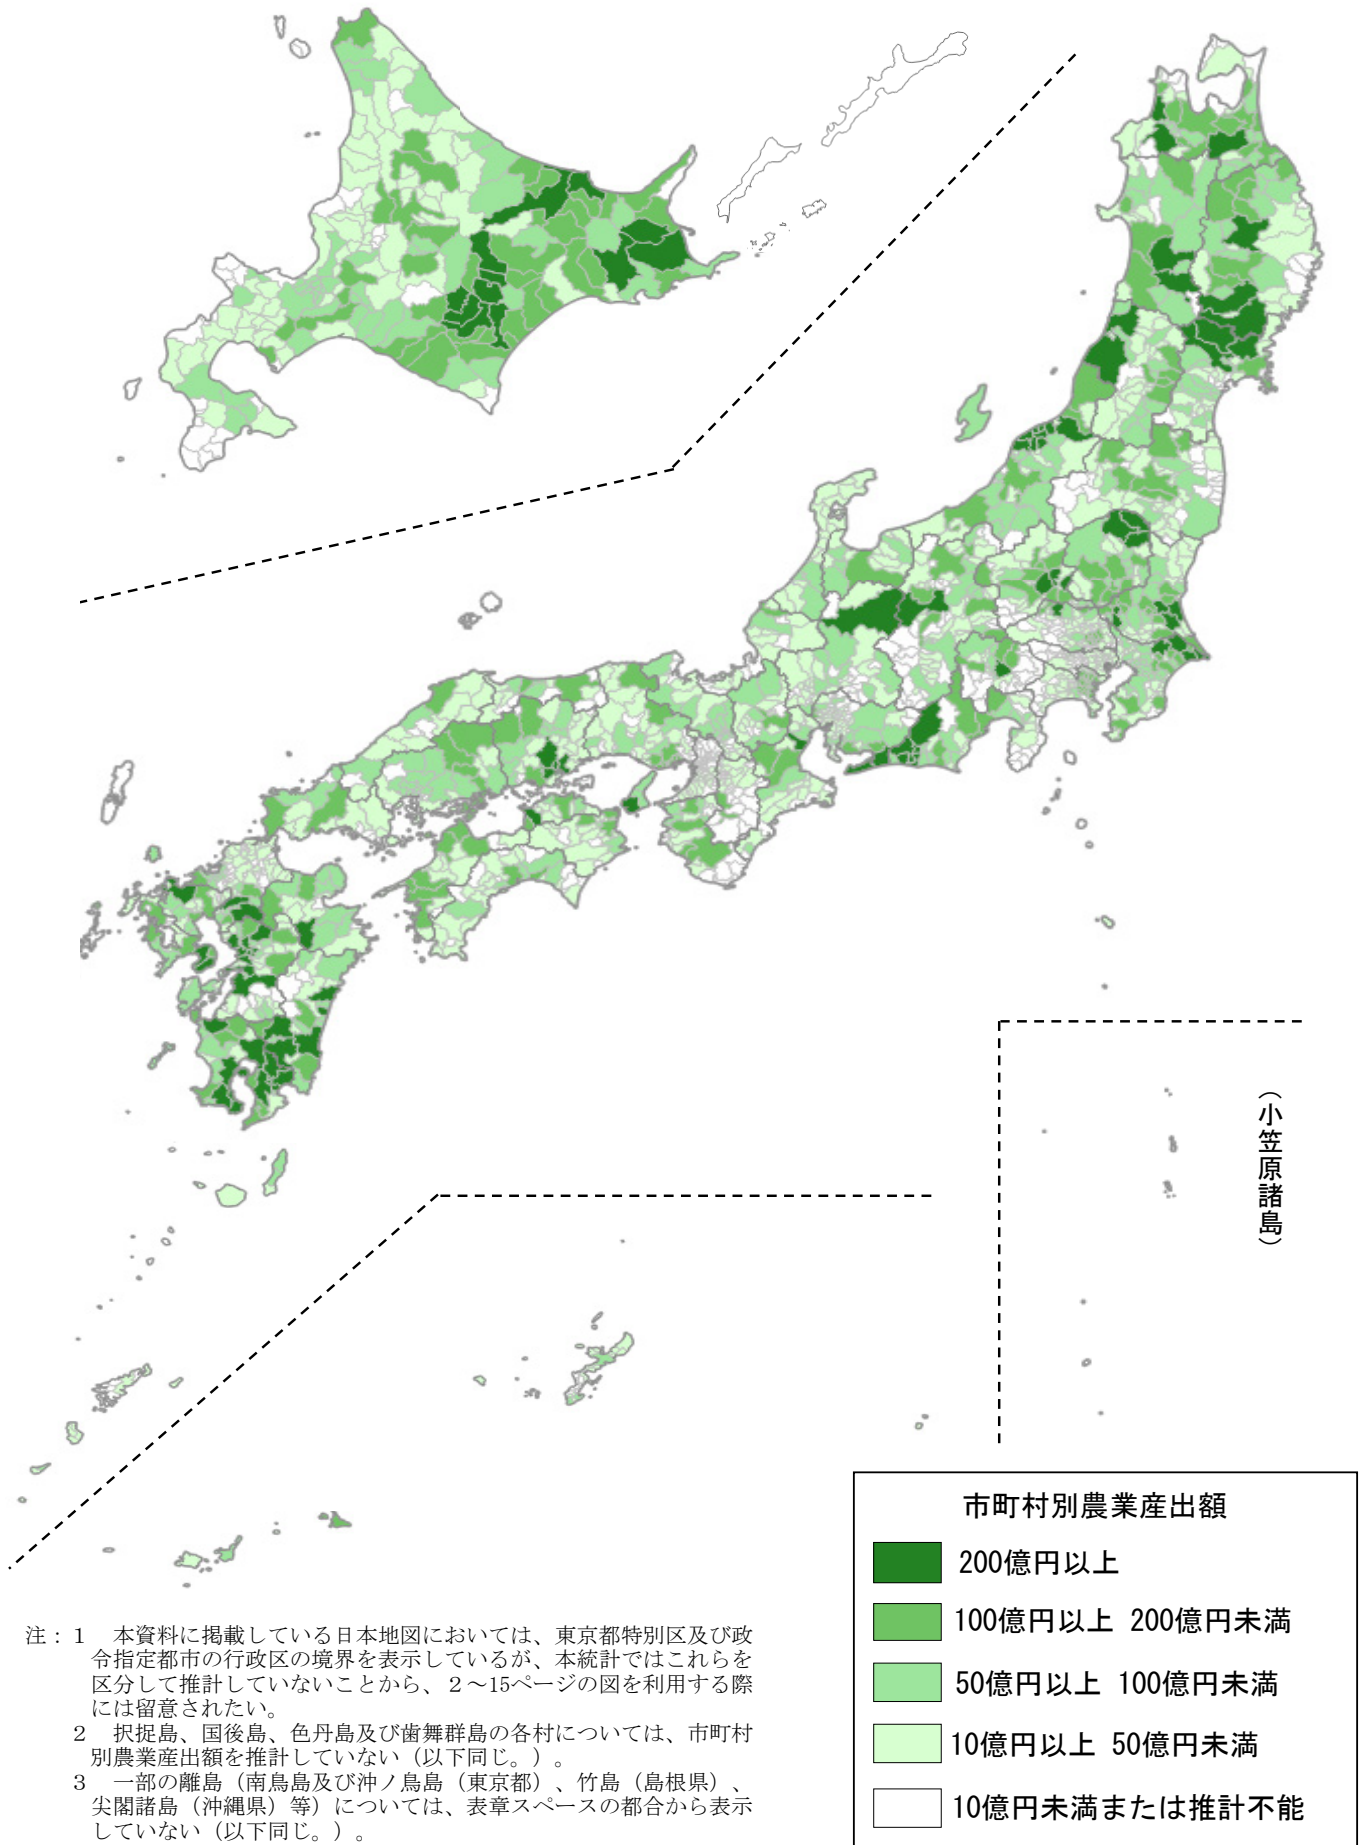 （小笠原諸島）
市町村別農業産出額
200億円以上
100億円以上 200億円未満
50億円以上 100億円未満
10億円以上 50億円未満
10億円未満または推計不能
注：１　本資料に掲載している日本地図においては、東京都特別区及び政
令指定都市の行政区の境界を表示しているが、本統計ではこれらを
区分して推計していないことから、２～15ページの図を利用する際
には留意されたい。
２　択捉島、国後島、色丹島及び歯舞群島の各村については、市町村
別農業産出額を推計していない（以下同じ。）。
３　一部の離島（南鳥島及び沖ノ鳥島（東京都）、竹島（島根県）、
尖閣諸島（沖縄県）等）については、表章スペースの都合から表示
していない（以下同じ。）。